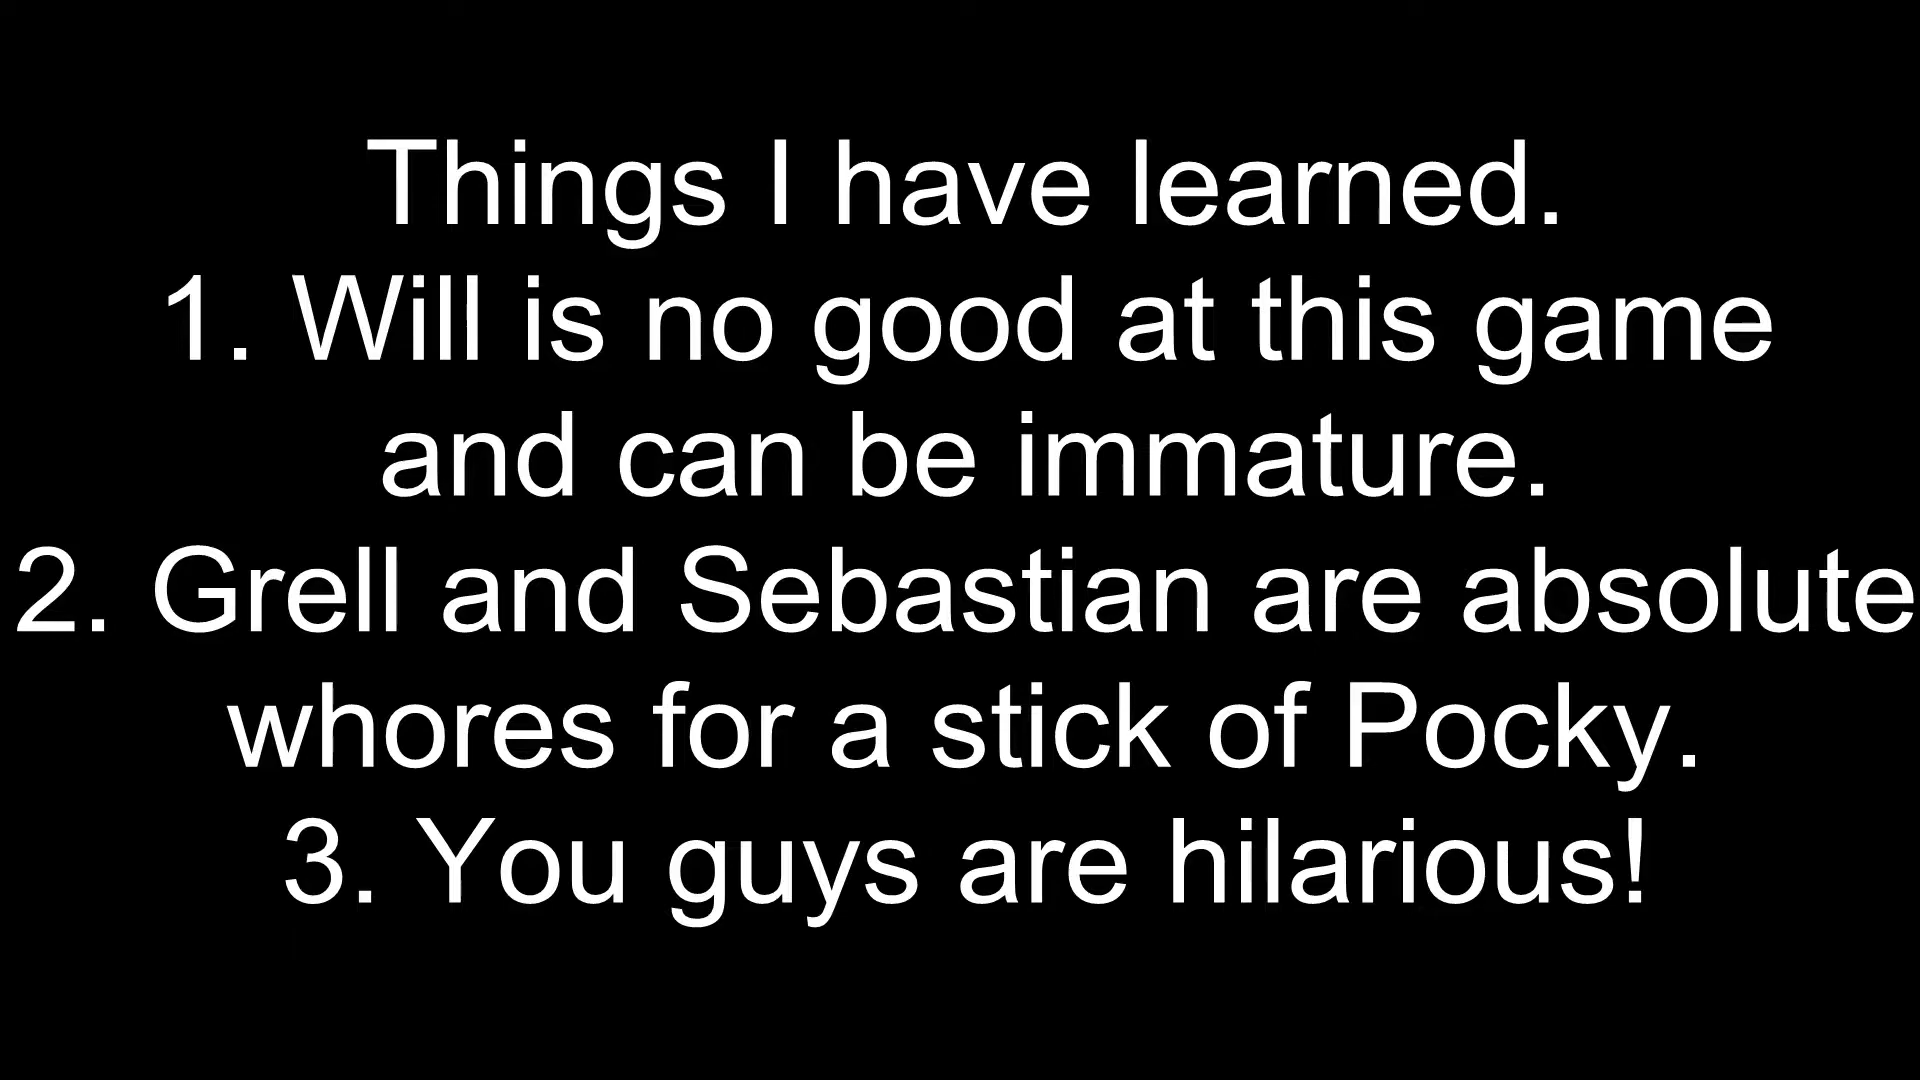 Things I have learned.
1. Will is no good at this game
and can be immature.
2. Grell and Sebastian are absolute
whores for a stick of Pocky.
3. You guys are hilarious!